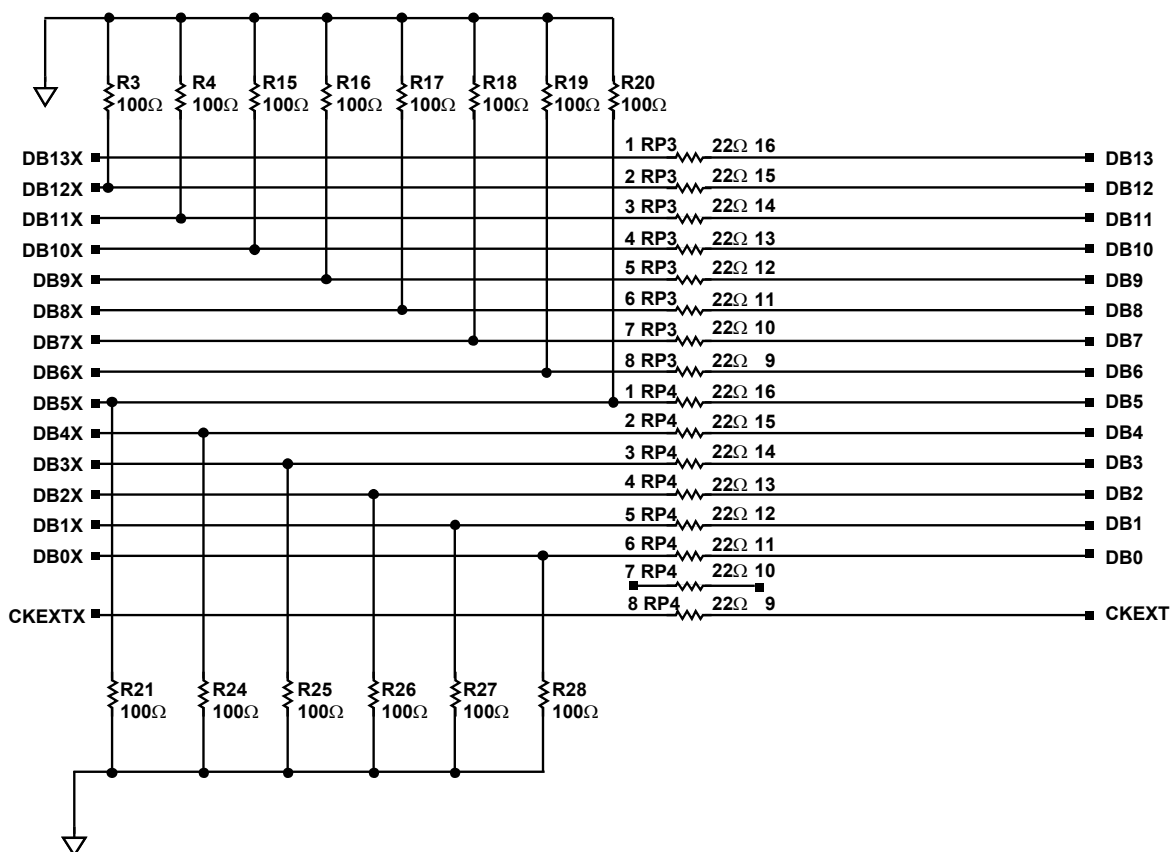 R3 R4 R15 R16 R17 R18 R19 R20
100Ω 100Ω 100Ω 100Ω 100Ω 100Ω 100Ω 100Ω
DB13X 1 RP3 22Ω 16 DB13
DB12X 2 RP3 22Ω 15 DB12
DB11X 3 RP3 22Ω 14 DB11
DB10X 4 RP3 22Ω 13 DB10
DB9X 5 RP3 22Ω 12 DB9
DB8X 6 RP3 22Ω 11 DB8
DB7X 7 RP3 22Ω 10 DB7
DB6X 8 RP3 22Ω 9 DB6
DB5X 1 RP4 22Ω 16 DB5
DB4X 2 RP4 22Ω 15 DB4
DB3X 3 RP4 22Ω 14 DB3
DB2X 4 RP4 22Ω 13 DB2
DB1X 5 RP4 22Ω 12 DB1
DB0X 6 RP4 22Ω 11 DB0
7 RP4 22Ω 10
CKEXTX 8 RP4 22Ω 9 CKEXT
R21 R24 R25 R26 R27 R28
100Ω 100Ω 100Ω 100Ω 100Ω 100Ω